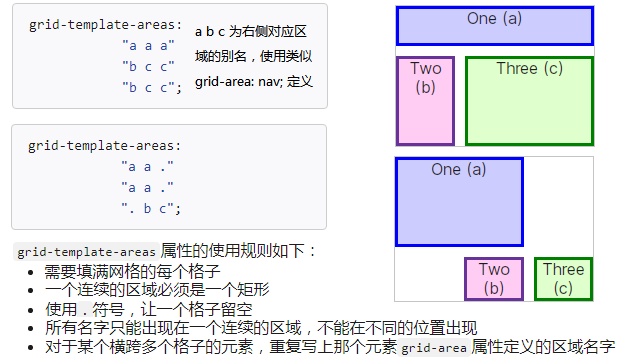 grid-template-areas:
"a a a"
"b c c"
"b c c";
a b c 为右侧对应区
域的别名，使用类似
grid-area: nav; 定义
One (a)
Two
(b)
Three (c)
grid-template-areas:
"a a ."
"a a ."
". b c";
One (a)
Two
(b)
Three
(c)
grid-template-areas 属性的使用规则如下：
• 需要填满网格的每个格子
• 一个连续的区域必须是一个矩形
• 使用 . 符号，让一个格子留空
• 所有名字只能出现在一个连续的区域，不能在不同的位置出现
• 对于某个横跨多个格子的元素，重复写上那个元素 grid-area 属性定义的区域名字